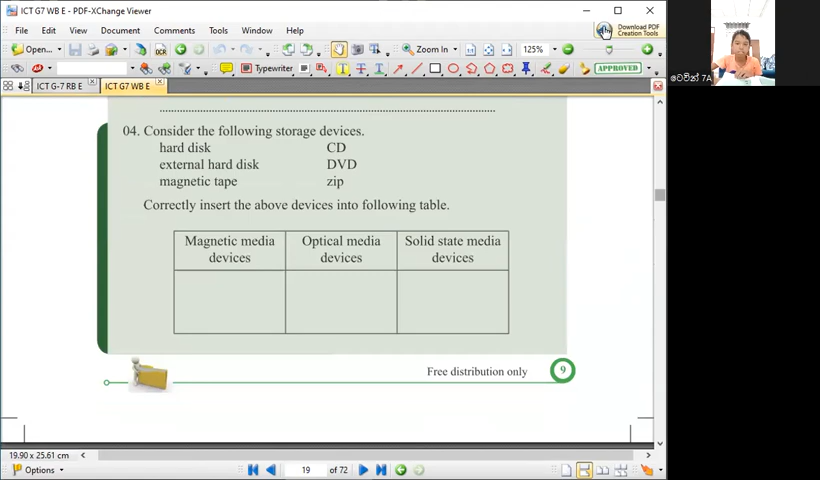 ICT G7 WB E - PDF-XChange Viewer
File Edit View Document Comments Tools Window Help
Download PDF
Creation Tools
Open...
OCR
Zoom In
125%
Typewriter
APPROVED
ICT G-7 RB E
ICT G7 WB E
04. Consider the following storage devices.
hard disk CD
external hard disk DVD
magnetic tape zip
Correctly insert the above devices into following table.
Magnetic media
devices
Optical media
devices
Solid state media
devices
Free distribution only 9
19.90 x 25.61 cm
Options
19 of 72
ටෙවින් 7A